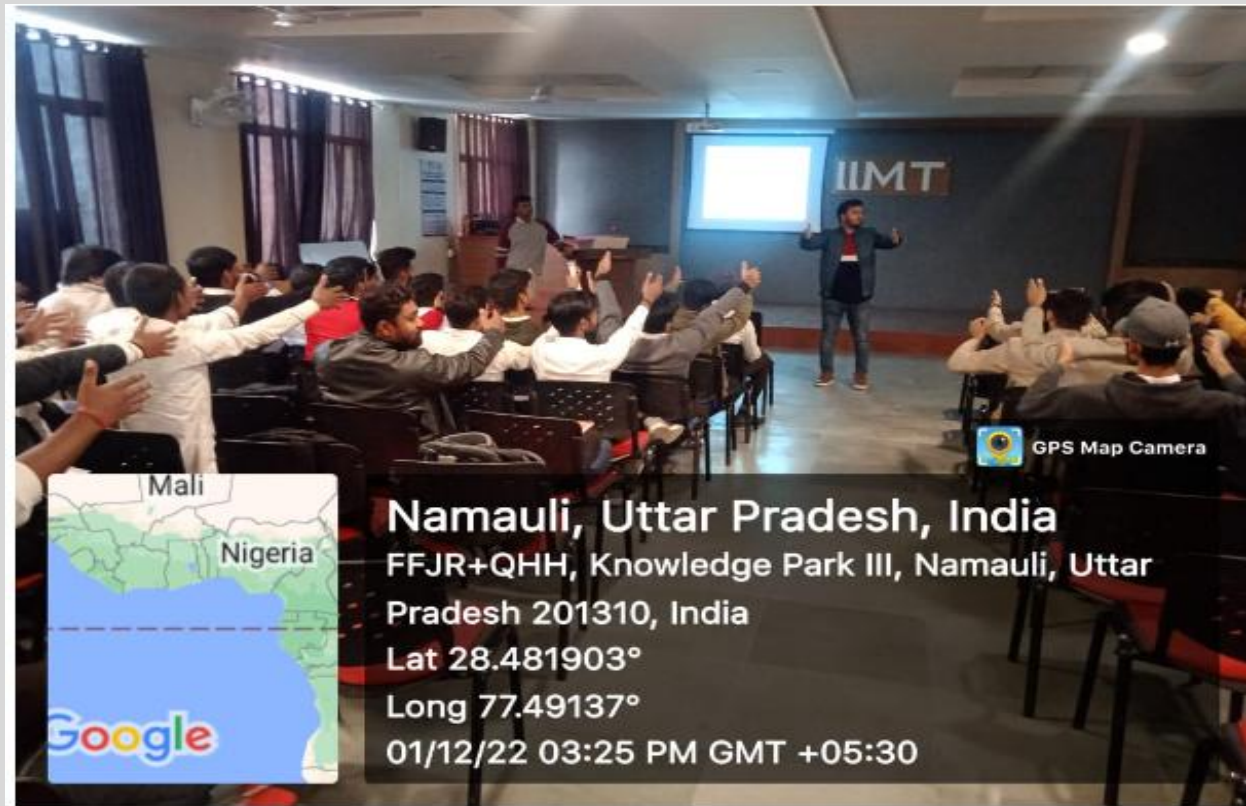 IIMT
GPS Map Camera
Mali
Nigeria
Google
Namauli, Uttar Pradesh, India
FFJR+QHH, Knowledge Park III, Namauli, Uttar
Pradesh 201310, India
Lat 28.481903°
Long 77.49137°
01/12/22 03:25 PM GMT +05:30